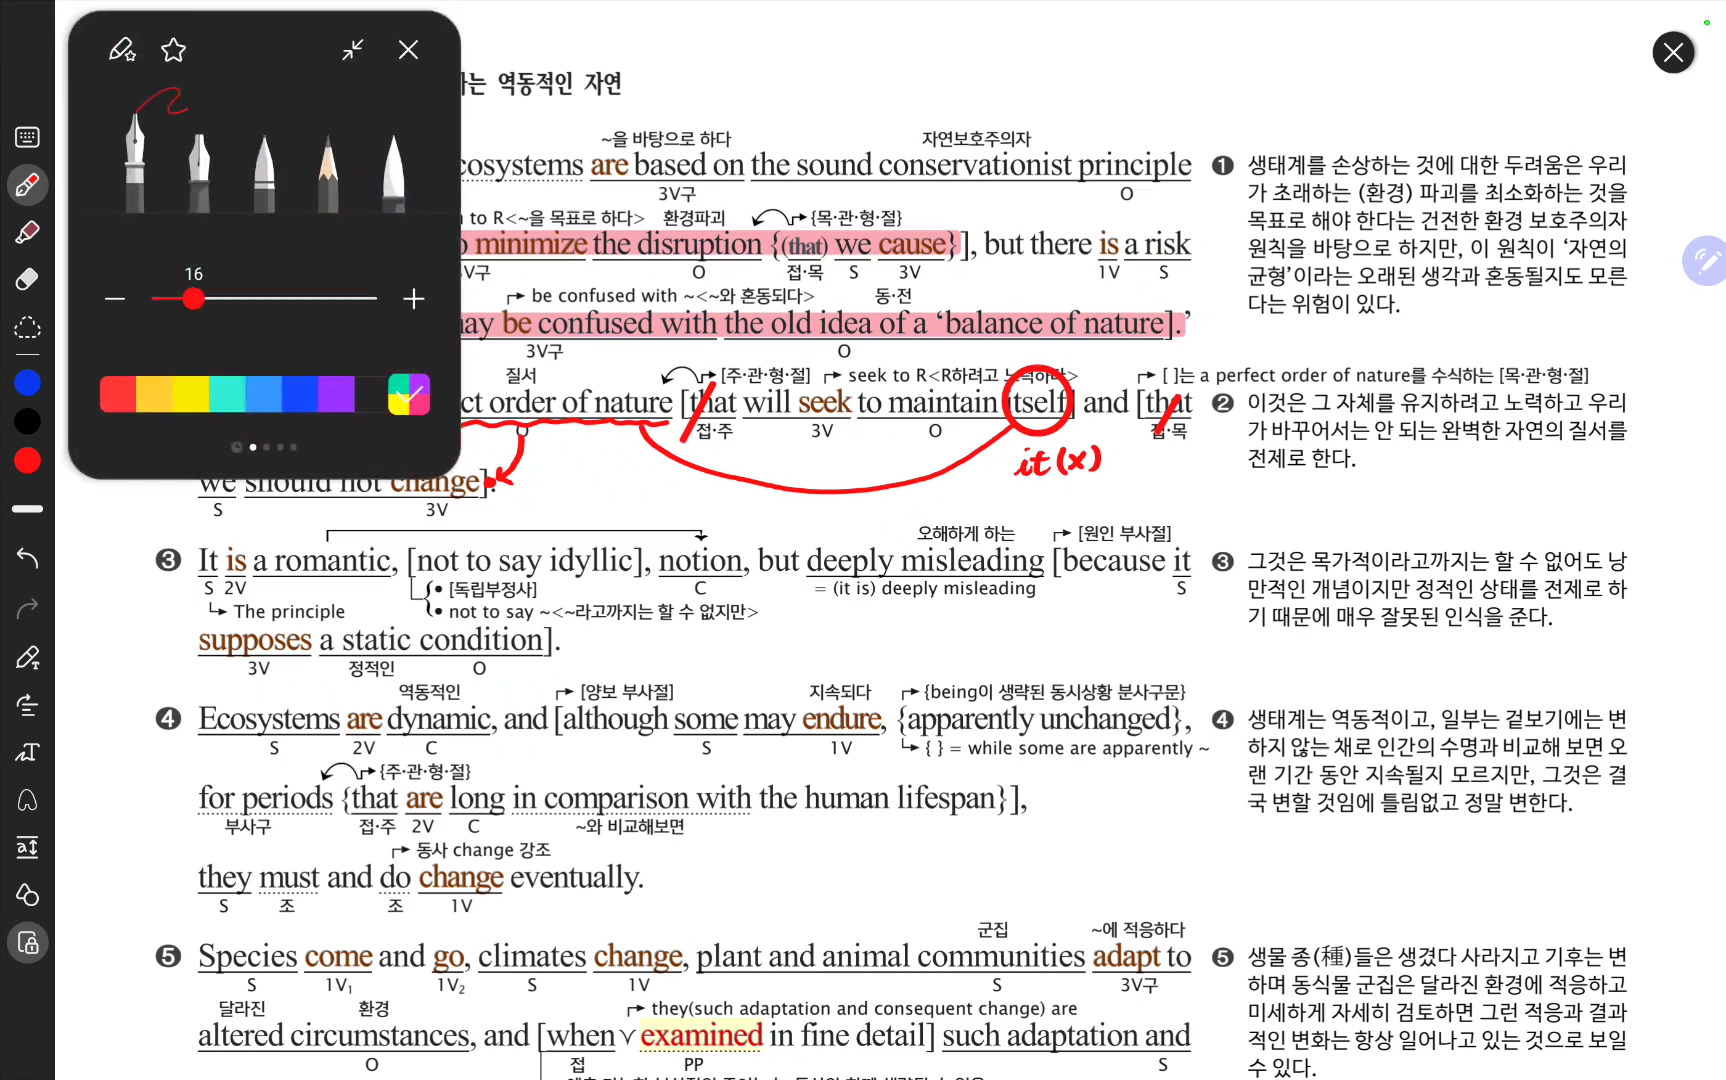 하는 역동적인 자연
~을 바탕으로 하다 자연보호주의자
cosystems are based on the sound conservationist principle
3V구 O
to R<~을 목표로 하다> 환경파괴 {목·관·형·절}
minimize the disruption {(that) we cause}], but there is a risk
V구 O 접·목 S 3V 1V S
be confused with ~<~와 혼동되다> 동·전
ay be confused with the old idea of a ‘balance of nature].’
3V구 O
질서 [주·관·형·절] seek to R<R하려고 노력하다> [ ]는 a perfect order of nature를 수식하는 [목·관·형·절]
ct order of nature [that will seek to maintain itself] and [that
O 접·주 3V O 접·목
it (x)
we should not change].
S 3V
오해하게 하는 [원인 부사절]
❸ It is a romantic, [not to say idyllic], notion, but deeply misleading [because it
S 2V • [독립부정사] C = (it is) deeply misleading S
The principle • not to say ~<~라고까지는 할 수 없지만>
supposes a static condition].
3V 정적인 O
역동적인 [양보 부사절] 지속되다 {being이 생략된 동시상황 분사구문}
❹ Ecosystems are dynamic, and [although some may endure, {apparently unchanged},
S 2V C S 1V { } = while some are apparently ~
{주·관·형·절}
for periods {that are long in comparison with the human lifespan}],
부사구 접·주 2V C ~와 비교해보면
동사 change 강조
they must and do change eventually.
S 조 조 1V
군집 ~에 적응하다
❺ Species come and go, climates change, plant and animal communities adapt to
S 1V₁ 1V₂ S 1V S 3V구
달라진 환경 they(such adaptation and consequent change) are
altered circumstances, and [when∨examined in fine detail] such adaptation and
O 접 PP S
❶ 생태계를 손상하는 것에 대한 두려움은 우리
가 초래하는 (환경) 파괴를 최소화하는 것을
목표로 해야 한다는 건전한 환경 보호주의자
원칙을 바탕으로 하지만, 이 원칙이 ‘자연의
균형’이라는 오래된 생각과 혼동될지도 모른
다는 위험이 있다.
❷ 이것은 그 자체를 유지하려고 노력하고 우리
가 바꾸어서는 안 되는 완벽한 자연의 질서를
전제로 한다.
❸ 그것은 목가적이라고까지는 할 수 없어도 낭
만적인 개념이지만 정적인 상태를 전제로 하
기 때문에 매우 잘못된 인식을 준다.
❹ 생태계는 역동적이고, 일부는 겉보기에는 변
하지 않는 채로 인간의 수명과 비교해 보면 오
랜 기간 동안 지속될지 모르지만, 그것은 결
국 변할 것임에 틀림없고 정말 변한다.
❺ 생물 종(種)들은 생겼다 사라지고 기후는 변
하며 동식물 군집은 달라진 환경에 적응하고
미세하게 자세히 검토하면 그런 적응과 결과
적인 변화는 항상 일어나고 있는 것으로 보일
수 있다.
16